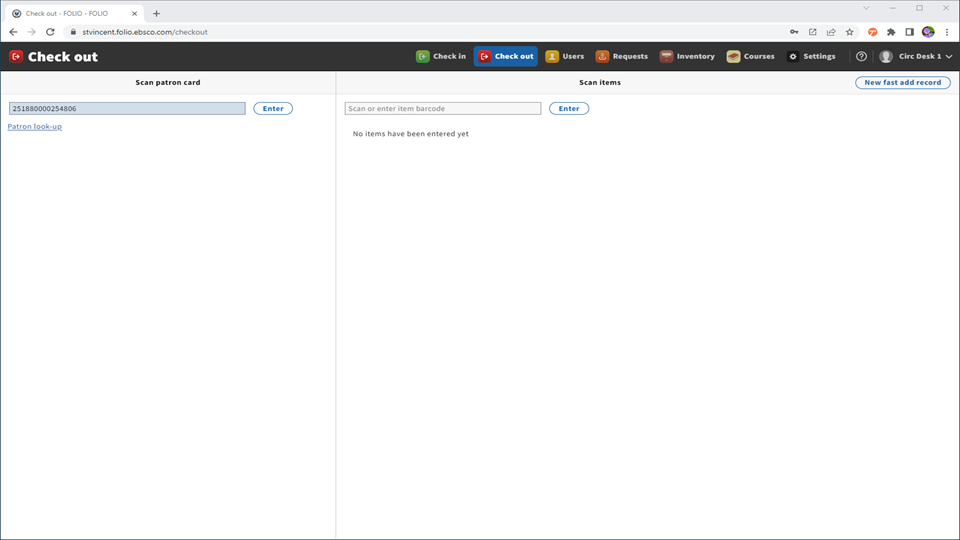 Check out - FOLIO - FOLIO
stvincent.folio.ebsco.com/checkout
Check out
Check in
Check out
Users
Requests
Inventory
Courses
Settings
Circ Desk 1
Scan patron card
Scan items
New fast add record
251880000254806
Enter
Scan or enter item barcode
Enter
Patron look-up
No items have been entered yet